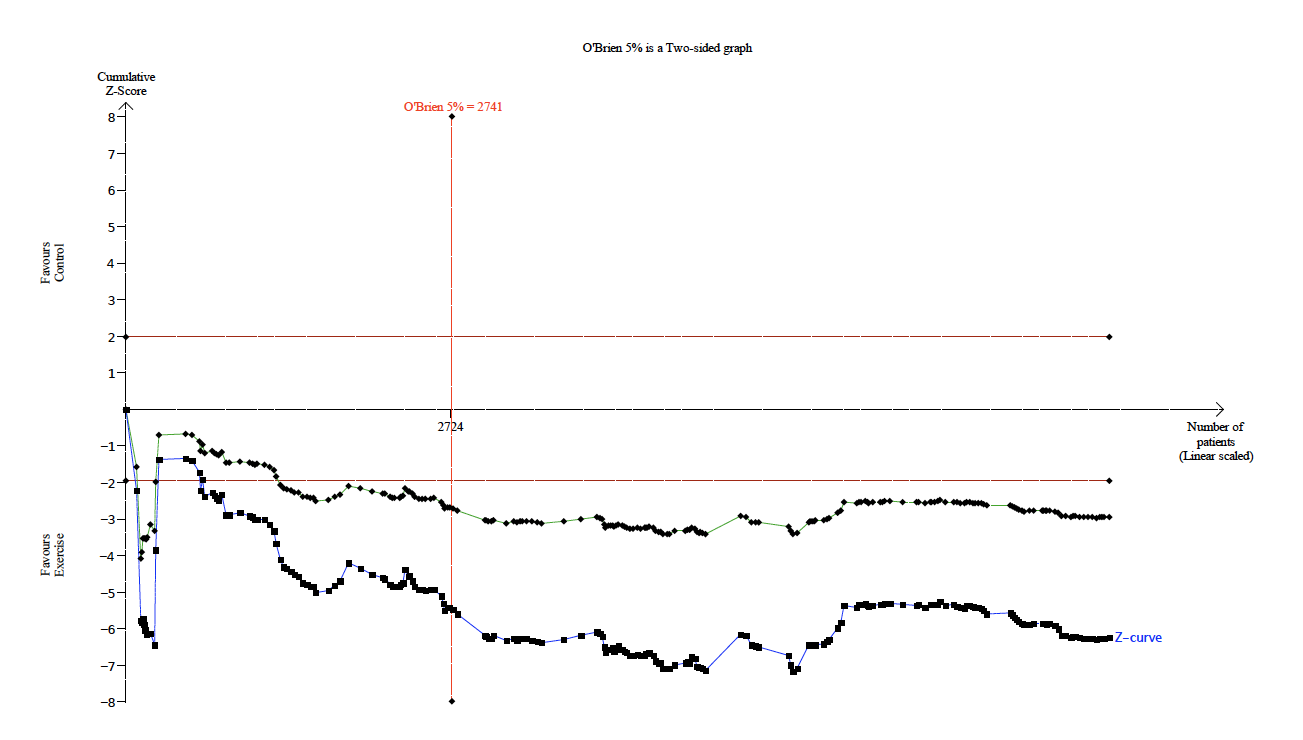 O'Brien 5% is a Two-sided graph
Cumulative
Z-Score
O'Brien 5% = 2741
8
7
6
5
4
3
2
1
2724
Number of
patients
(Linear scaled)
-1
-2
-3
-4
-5
-6
-7
-8
Favours
Control
Favours
Exercise
Z-curve